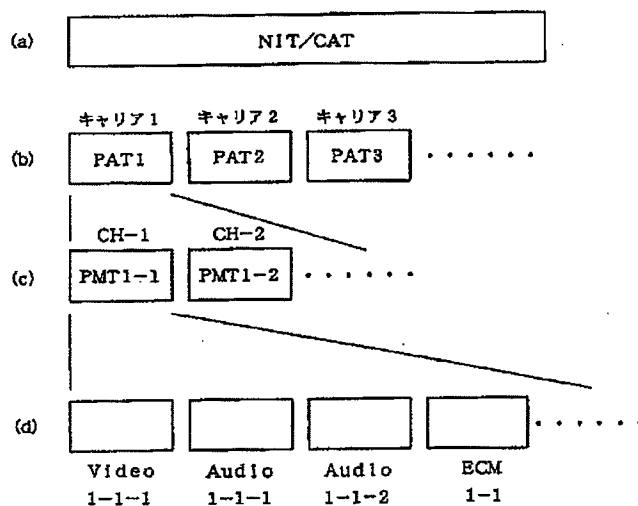 (a) NIT/CAT
キャリア1 キャリア2 キャリア3
(b) PAT1 PAT2 PAT3 ······
CH-1 CH-2
(c) PMT1-1 PMT1-2 ······
(d) ······
Video Audio Audio ECM
1-1-1 1-1-1 1-1-2 1-1